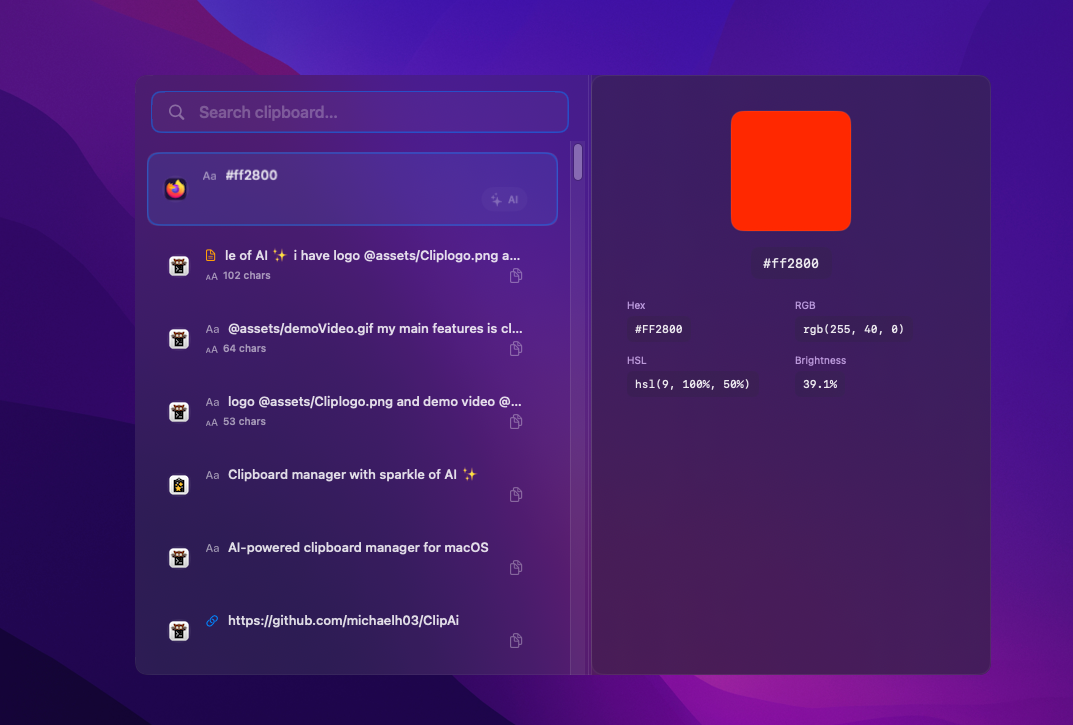 Search clipboard...
Aa #ff2800
AI
le of AI ✨ i have logo @assets/Cliplogo.png a...
AA 102 chars
Aa @assets/demoVideo.gif my main features is cl...
AA 64 chars
Aa logo @assets/Cliplogo.png and demo video @...
AA 53 chars
Aa Clipboard manager with sparkle of AI ✨
Aa AI-powered clipboard manager for macOS
https://github.com/michaelh03/ClipAi
#ff2800
Hex
RGB
#FF2800
rgb(255, 40, 0)
HSL
Brightness
hsl(9, 100%, 50%)
39.1%